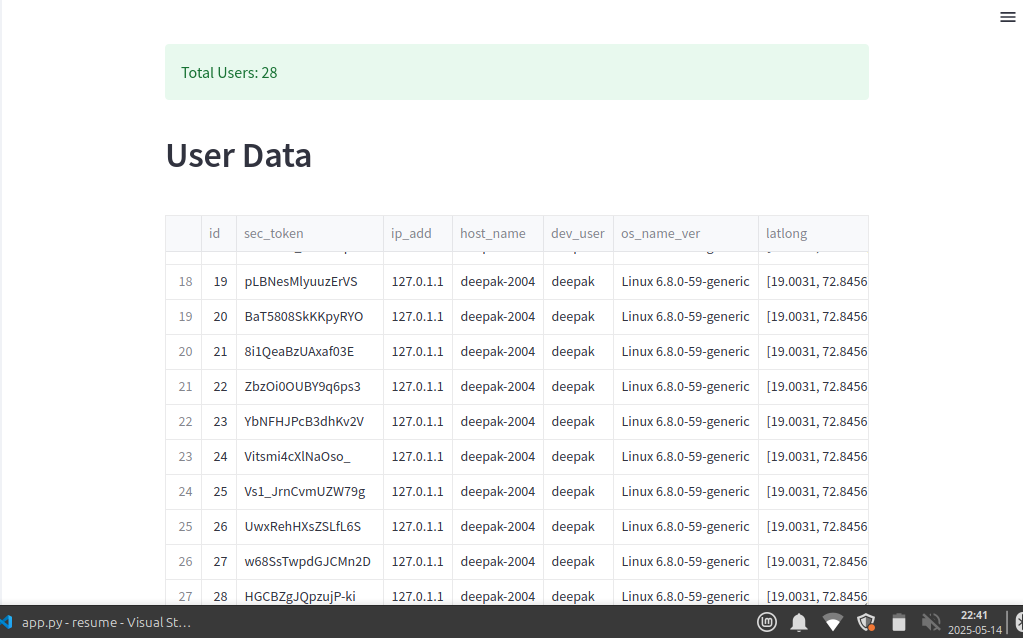 Total Users: 28
User Data
id sec_token ip_add host_name dev_user os_name_ver latlong
18 19 pLBNesMlyuuzErVS 127.0.1.1 deepak-2004 deepak Linux 6.8.0-59-generic [19.0031, 72.8456
19 20 BaT5808SkKKpyRYO 127.0.1.1 deepak-2004 deepak Linux 6.8.0-59-generic [19.0031, 72.8456
20 21 8i1QeaBzUAxaf03E 127.0.1.1 deepak-2004 deepak Linux 6.8.0-59-generic [19.0031, 72.8456
21 22 ZbzOi0OUBY9q6ps3 127.0.1.1 deepak-2004 deepak Linux 6.8.0-59-generic [19.0031, 72.8456
22 23 YbNFHJPcB3dhKv2V 127.0.1.1 deepak-2004 deepak Linux 6.8.0-59-generic [19.0031, 72.8456
23 24 Vitsmi4cXlNaOso_ 127.0.1.1 deepak-2004 deepak Linux 6.8.0-59-generic [19.0031, 72.8456
24 25 Vs1_JrnCvmUZW79g 127.0.1.1 deepak-2004 deepak Linux 6.8.0-59-generic [19.0031, 72.8456
25 26 UwxRehHXsZSLfL6S 127.0.1.1 deepak-2004 deepak Linux 6.8.0-59-generic [19.0031, 72.8456
26 27 w68SsTwpdGJCMn2D 127.0.1.1 deepak-2004 deepak Linux 6.8.0-59-generic [19.0031, 72.8456
27 28 HGCBZgJQpzujP-ki 127.0.1.1 deepak-2004 deepak Linux 6.8.0-59-generic [19.0031, 72.8456
app.py - resume - Visual St...
22:41
2025-05-14